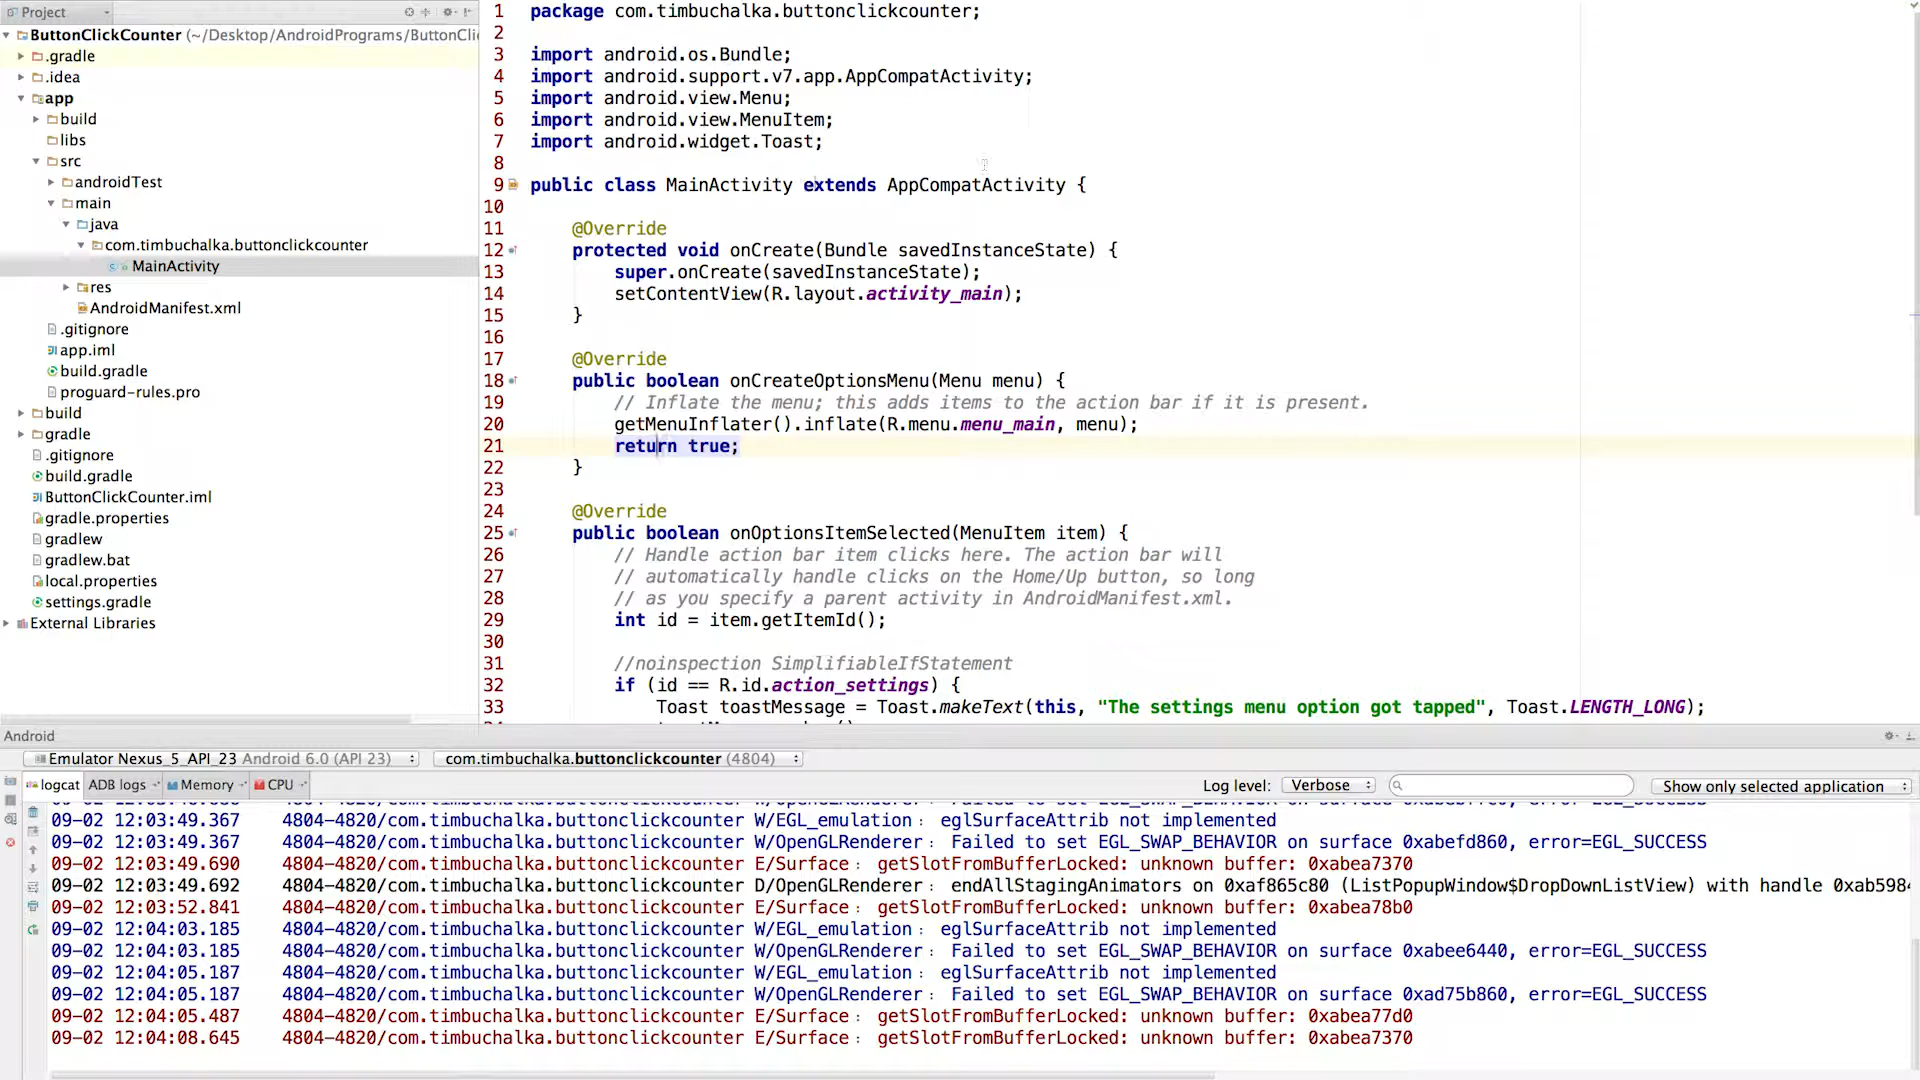 Project
ButtonClickCounter (~/Desktop/AndroidPrograms/ButtonCli
.gradle
.idea
app
build
libs
src
androidTest
main
java
com.timbuchalka.buttonclickcounter
MainActivity
res
AndroidManifest.xml
.gitignore
app.iml
build.gradle
proguard-rules.pro
build
gradle
.gitignore
build.gradle
ButtonClickCounter.iml
gradle.properties
gradlew
gradlew.bat
local.properties
settings.gradle
External Libraries
1 package com.timbuchalka.buttonclickcounter;
2
3 import android.os.Bundle;
4 import android.support.v7.app.AppCompatActivity;
5 import android.view.Menu;
6 import android.view.MenuItem;
7 import android.widget.Toast;
8
9 public class MainActivity extends AppCompatActivity {
10
11 @Override
12 protected void onCreate(Bundle savedInstanceState) {
13 super.onCreate(savedInstanceState);
14 setContentView(R.layout.activity_main);
15 }
16
17 @Override
18 public boolean onCreateOptionsMenu(Menu menu) {
19 // Inflate the menu; this adds items to the action bar if it is present.
20 getMenuInflater().inflate(R.menu.menu_main, menu);
21 return true;
22 }
23
24 @Override
25 public boolean onOptionsItemSelected(MenuItem item) {
26 // Handle action bar item clicks here. The action bar will
27 // automatically handle clicks on the Home/Up button, so long
28 // as you specify a parent activity in AndroidManifest.xml.
29 int id = item.getItemId();
30
31 //noinspection SimplifiableIfStatement
32 if (id == R.id.action_settings) {
33 Toast toastMessage = Toast.makeText(this, "The settings menu option got tapped", Toast.LENGTH_LONG);
Android
Emulator Nexus_5_API_23 Android 6.0 (API 23) com.timbuchalka.buttonclickcounter (4804)
logcat ADB logs Memory CPU Log level: Verbose Show only selected application
09-02 12:03:49.367 4804-4820/com.timbuchalka.buttonclickcounter W/EGL_emulation: eglSurfaceAttrib not implemented
09-02 12:03:49.367 4804-4820/com.timbuchalka.buttonclickcounter W/OpenGLRenderer: Failed to set EGL_SWAP_BEHAVIOR on surface 0xabefd860, error=EGL_SUCCESS
09-02 12:03:49.690 4804-4820/com.timbuchalka.buttonclickcounter E/Surface: getSlotFromBufferLocked: unknown buffer: 0xabea7370
09-02 12:03:49.692 4804-4820/com.timbuchalka.buttonclickcounter D/OpenGLRenderer: endAllStagingAnimators on 0xaf865c80 (ListPopupWindow$DropDownListView) with handle 0xab5984
09-02 12:03:52.841 4804-4820/com.timbuchalka.buttonclickcounter E/Surface: getSlotFromBufferLocked: unknown buffer: 0xabea78b0
09-02 12:04:03.185 4804-4820/com.timbuchalka.buttonclickcounter W/EGL_emulation: eglSurfaceAttrib not implemented
09-02 12:04:03.185 4804-4820/com.timbuchalka.buttonclickcounter W/OpenGLRenderer: Failed to set EGL_SWAP_BEHAVIOR on surface 0xabee6440, error=EGL_SUCCESS
09-02 12:04:05.187 4804-4820/com.timbuchalka.buttonclickcounter W/EGL_emulation: eglSurfaceAttrib not implemented
09-02 12:04:05.187 4804-4820/com.timbuchalka.buttonclickcounter W/OpenGLRenderer: Failed to set EGL_SWAP_BEHAVIOR on surface 0xad75b860, error=EGL_SUCCESS
09-02 12:04:05.487 4804-4820/com.timbuchalka.buttonclickcounter E/Surface: getSlotFromBufferLocked: unknown buffer: 0xabea77d0
09-02 12:04:08.645 4804-4820/com.timbuchalka.buttonclickcounter E/Surface: getSlotFromBufferLocked: unknown buffer: 0xabea7370